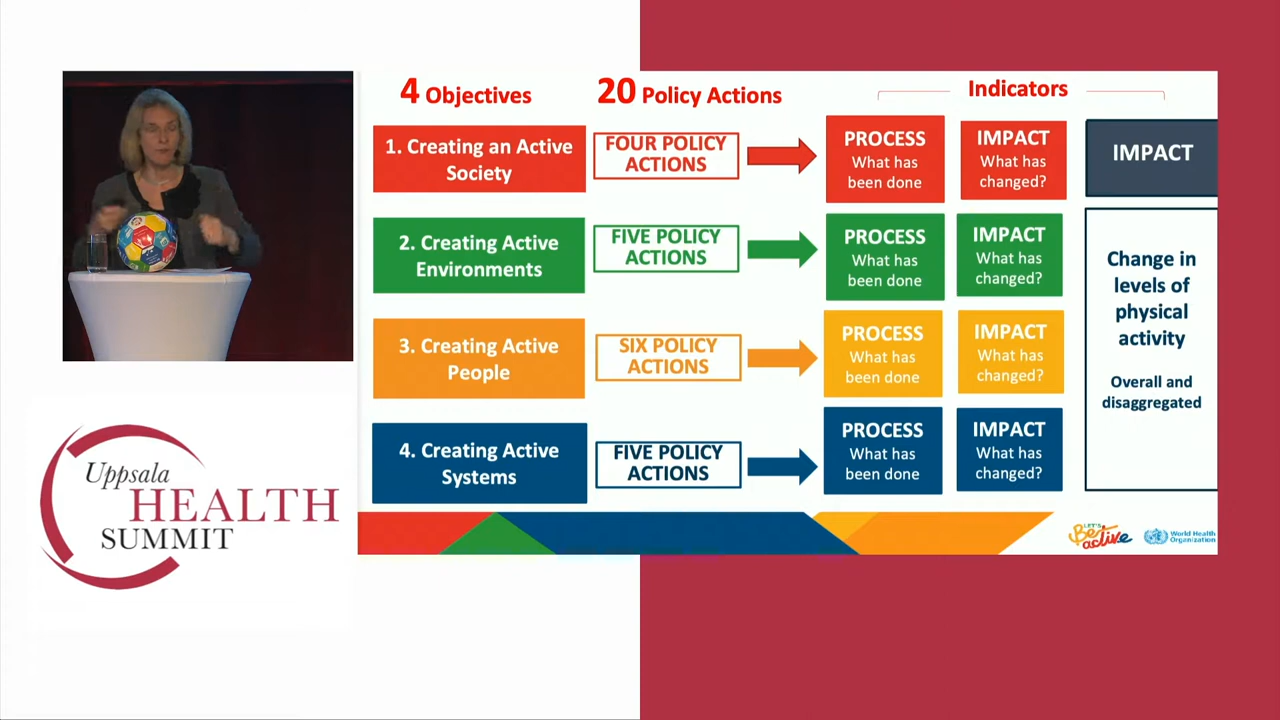 4 Objectives
20 Policy Actions
Indicators
1. Creating an Active
Society
FOUR POLICY
ACTIONS
PROCESS
What has
been done
IMPACT
What has
changed?
IMPACT
2. Creating Active
Environments
FIVE POLICY
ACTIONS
PROCESS
What has
been done
IMPACT
What has
changed?
Change in
levels of
physical
activity
Overall and
disaggregated
3. Creating Active
People
SIX POLICY
ACTIONS
PROCESS
What has
been done
IMPACT
What has
changed?
4. Creating Active
Systems
FIVE POLICY
ACTIONS
PROCESS
What has
been done
IMPACT
What has
changed?
LET'S
Be
active
World Health
Organization
Uppsala
HEALTH
SUMMIT